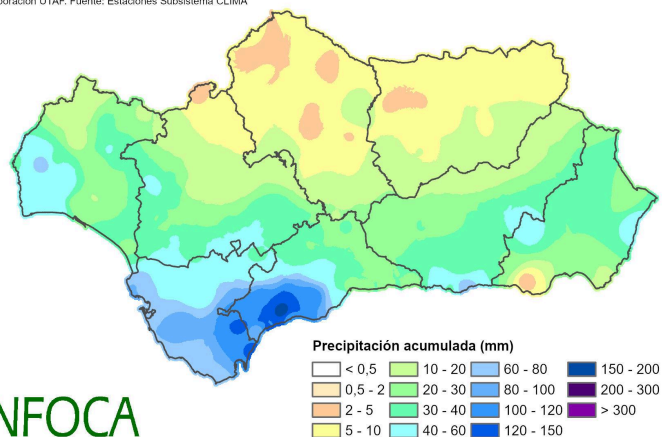 boración UTAF. Fuente: Estaciones Subsistema CLIMA
Precipitación acumulada (mm)
< 0,5
10 - 20
60 - 80
150 - 200
0,5 - 2
20 - 30
80 - 100
200 - 300
2 - 5
30 - 40
100 - 120
> 300
5 - 10
40 - 60
120 - 150
NFOCA